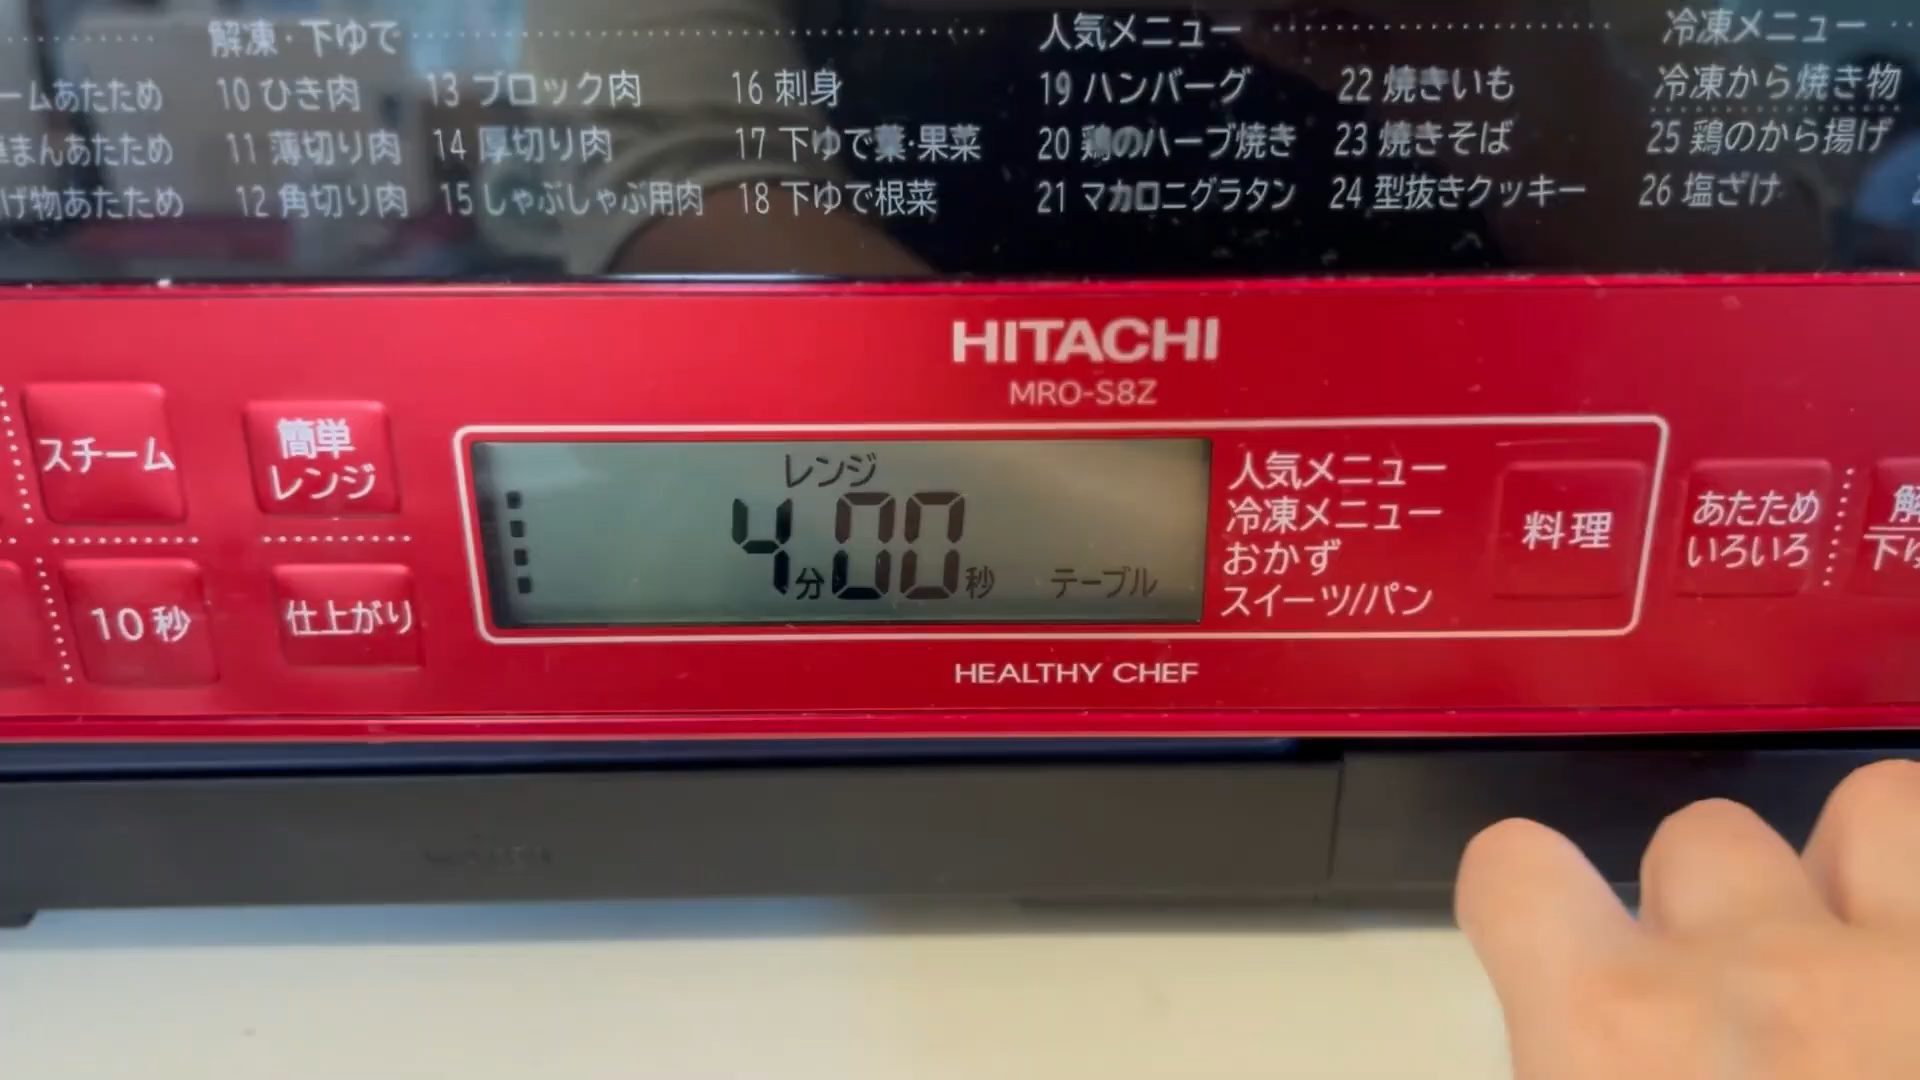 解凍・下ゆで
人気メニュー
冷凍メニュー
ームあたため
10 ひき肉
13 ブロック肉
16 刺身
19 ハンバーグ
22 焼きいも
冷凍から焼き物
まんあたため
11 薄切り肉
14 厚切り肉
17 下ゆで葉・果菜
20 鶏のハーブ焼き
23 焼きそば
25 鶏のから揚げ
げ物あたため
12 角切り肉
15 しゃぶしゃぶ用肉
18 下ゆで根菜
21 マカロニグラタン
24 型抜きクッキー
26 塩ざけ
HITACHI
MRO-S8Z
スチーム
簡単
レンジ
レンジ
4分00秒
テーブル
人気メニュー
冷凍メニュー
おかず
スイーツ/パン
料理
あたため
いろいろ
解
下ゆ
10秒
仕上がり
HEALTHY CHEF